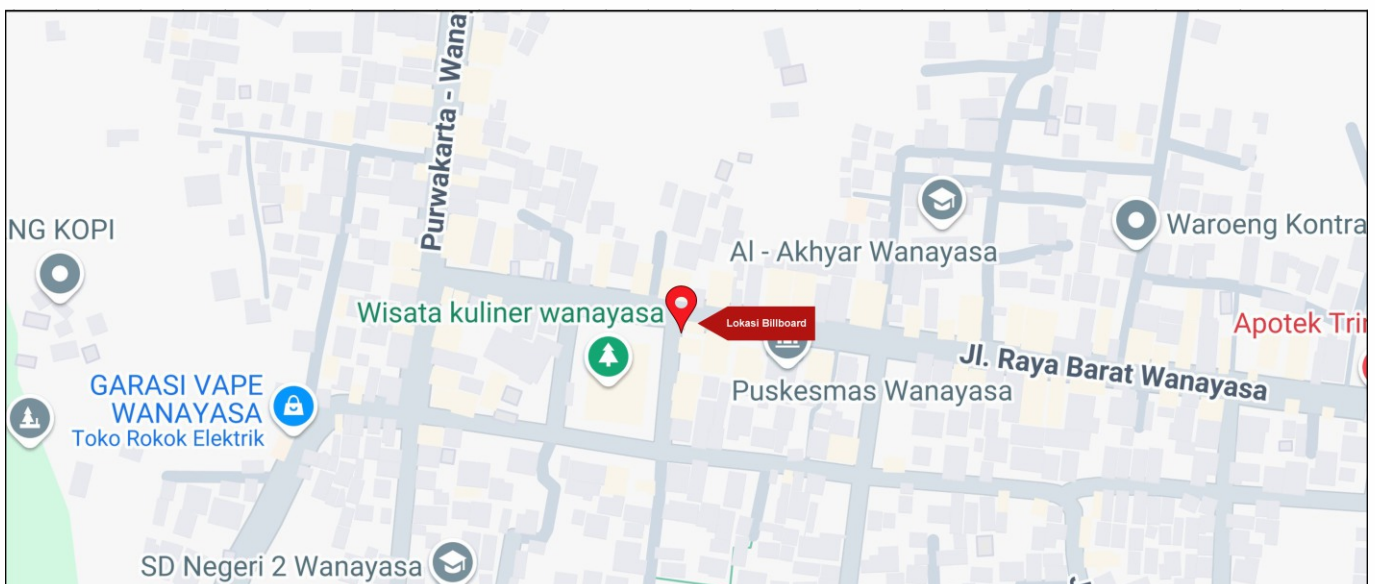 Purwakarta - Wana
NG KOPI
Al - Akhyar Wanayasa
Waroeng Kontra
Wisata kuliner wanayasa
Lokasi Billboard
Apotek Trin
Jl. Raya Barat Wanayasa
GARASI VAPE
WANAYASA
Toko Rokok Elektrik
Puskesmas Wanayasa
SD Negeri 2 Wanayasa